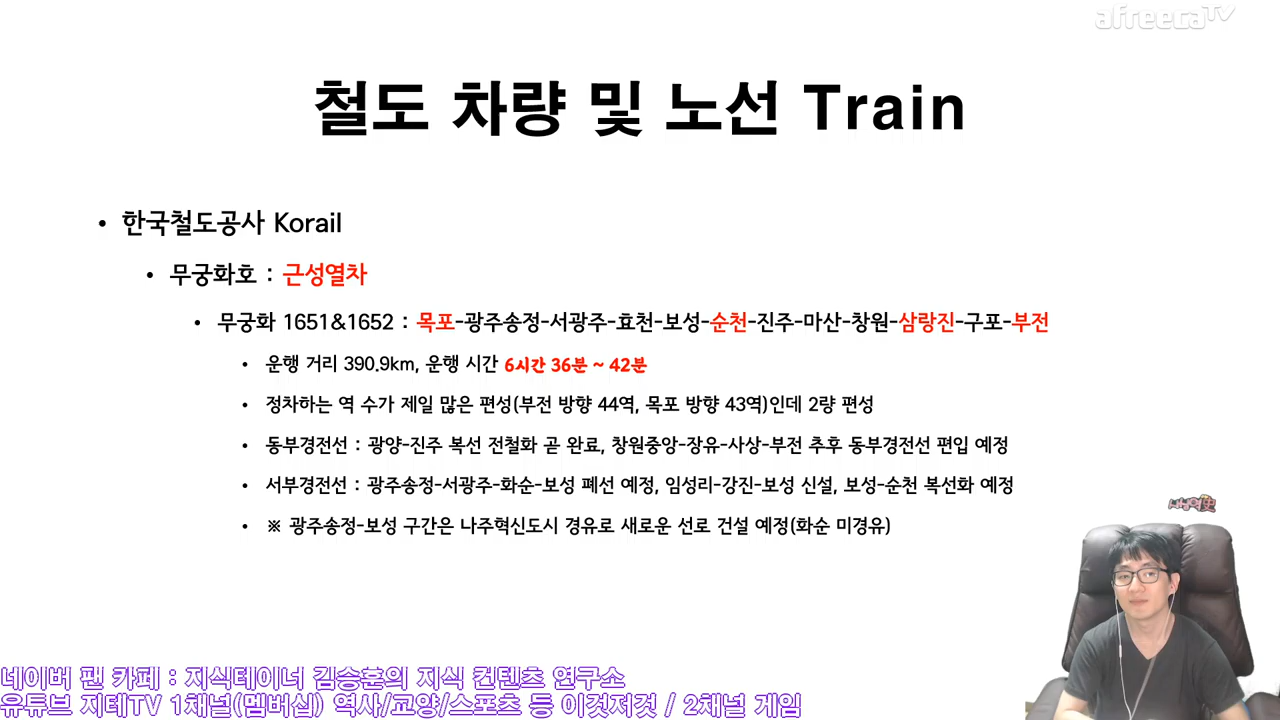 afreecaTV
철도 차량 및 노선 Train
• 한국철도공사 Korail
• 무궁화호 : 근성열차
• 무궁화 1651&1652 : 목포-광주송정-서광주-효천-보성-순천-진주-마산-창원-삼랑진-구포-부전
• 운행 거리 390.9km, 운행 시간 6시간 36분 ~ 42분
• 정차하는 역 수가 제일 많은 편성(부전 방향 44역, 목포 방향 43역)인데 2량 편성
• 동부경전선 : 광양-진주 복선 전철화 곧 완료, 창원중앙-장유-사상-부전 추후 동부경전선 편입 예정
• 서부경전선 : 광주송정-서광주-화순-보성 폐선 예정, 임성리-강진-보성 신설, 보성-순천 복선화 예정
• ※ 광주송정-보성 구간은 나주혁신도시 경유로 새로운 선로 건설 예정(화순 미경유)
네이버 팬 카페 : 지식테이너 김승훈의 지식 컨텐츠 연구소
유튜브 지테TV 1채널(멤버십) 역사/교양/스포츠 등 이것저것 / 2채널 게임